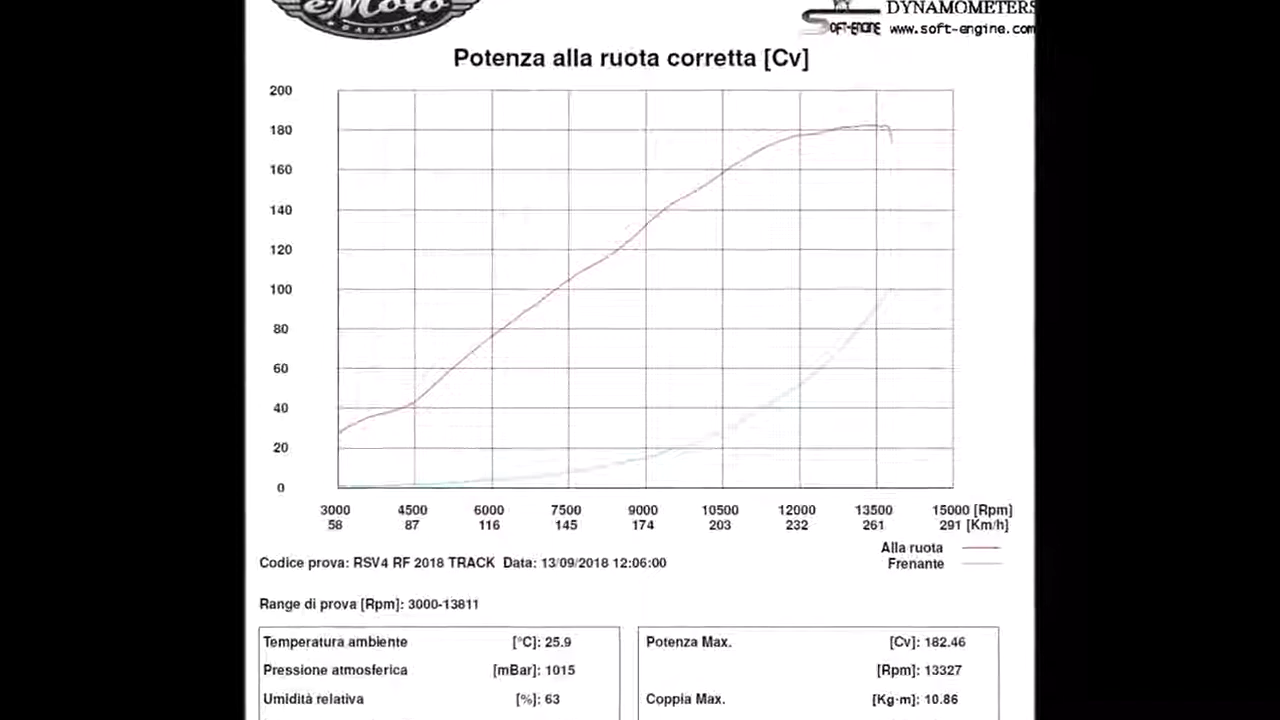 e-Moto
GARAGE
DYNAMOMETERS
SOFT-ENGINE www.soft-engine.com
Potenza alla ruota corretta [Cv]
200
180
160
140
120
100
80
60
40
20
0
3000 4500 6000 7500 9000 10500 12000 13500 15000 [Rpm]
58 87 116 145 174 203 232 261 291 [Km/h]
Alla ruota
Frenante
Codice prova: RSV4 RF 2018 TRACK Data: 13/09/2018 12:06:00
Range di prova [Rpm]: 3000-13811
Temperatura ambiente [°C]: 25.9
Pressione atmosferica [mBar]: 1015
Umidità relativa [%]: 63
Potenza Max. [Cv]: 182.46
[Rpm]: 13327
Coppia Max. [Kg·m]: 10.86